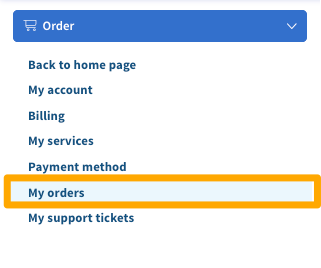 Order
Back to home page
My account
Billing
My services
Payment method
My orders
My support tickets